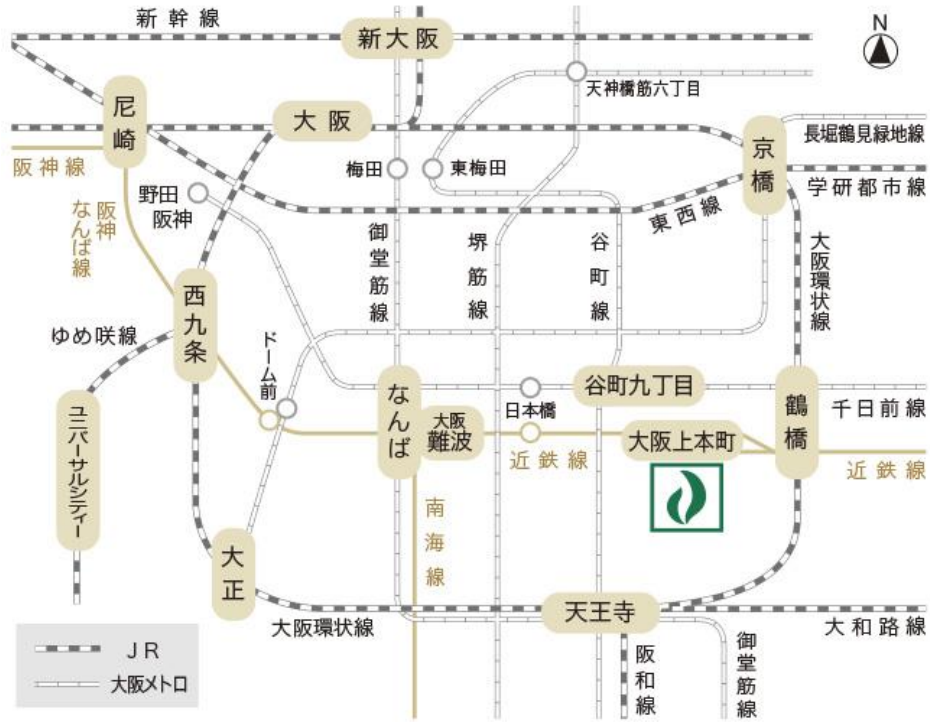 新幹線
新大阪
N
天神橋筋六丁目
尼崎
大阪
京橋
長堀鶴見緑地線
阪神線
梅田
東梅田
学研都市線
野田
阪神
阪神
なんば線
東西線
御堂筋線
堺筋線
谷町線
大阪環状線
西九条
ゆめ咲線
ドーム前
なんば
谷町九丁目
鶴橋
千日前線
日本橋
大阪
難波
大阪上本町
近鉄線
近鉄線
ユニバーサルシティー
南海線
大正
天王寺
大阪環状線
大和路線
阪和線
御堂筋線
JR
大阪メトロ